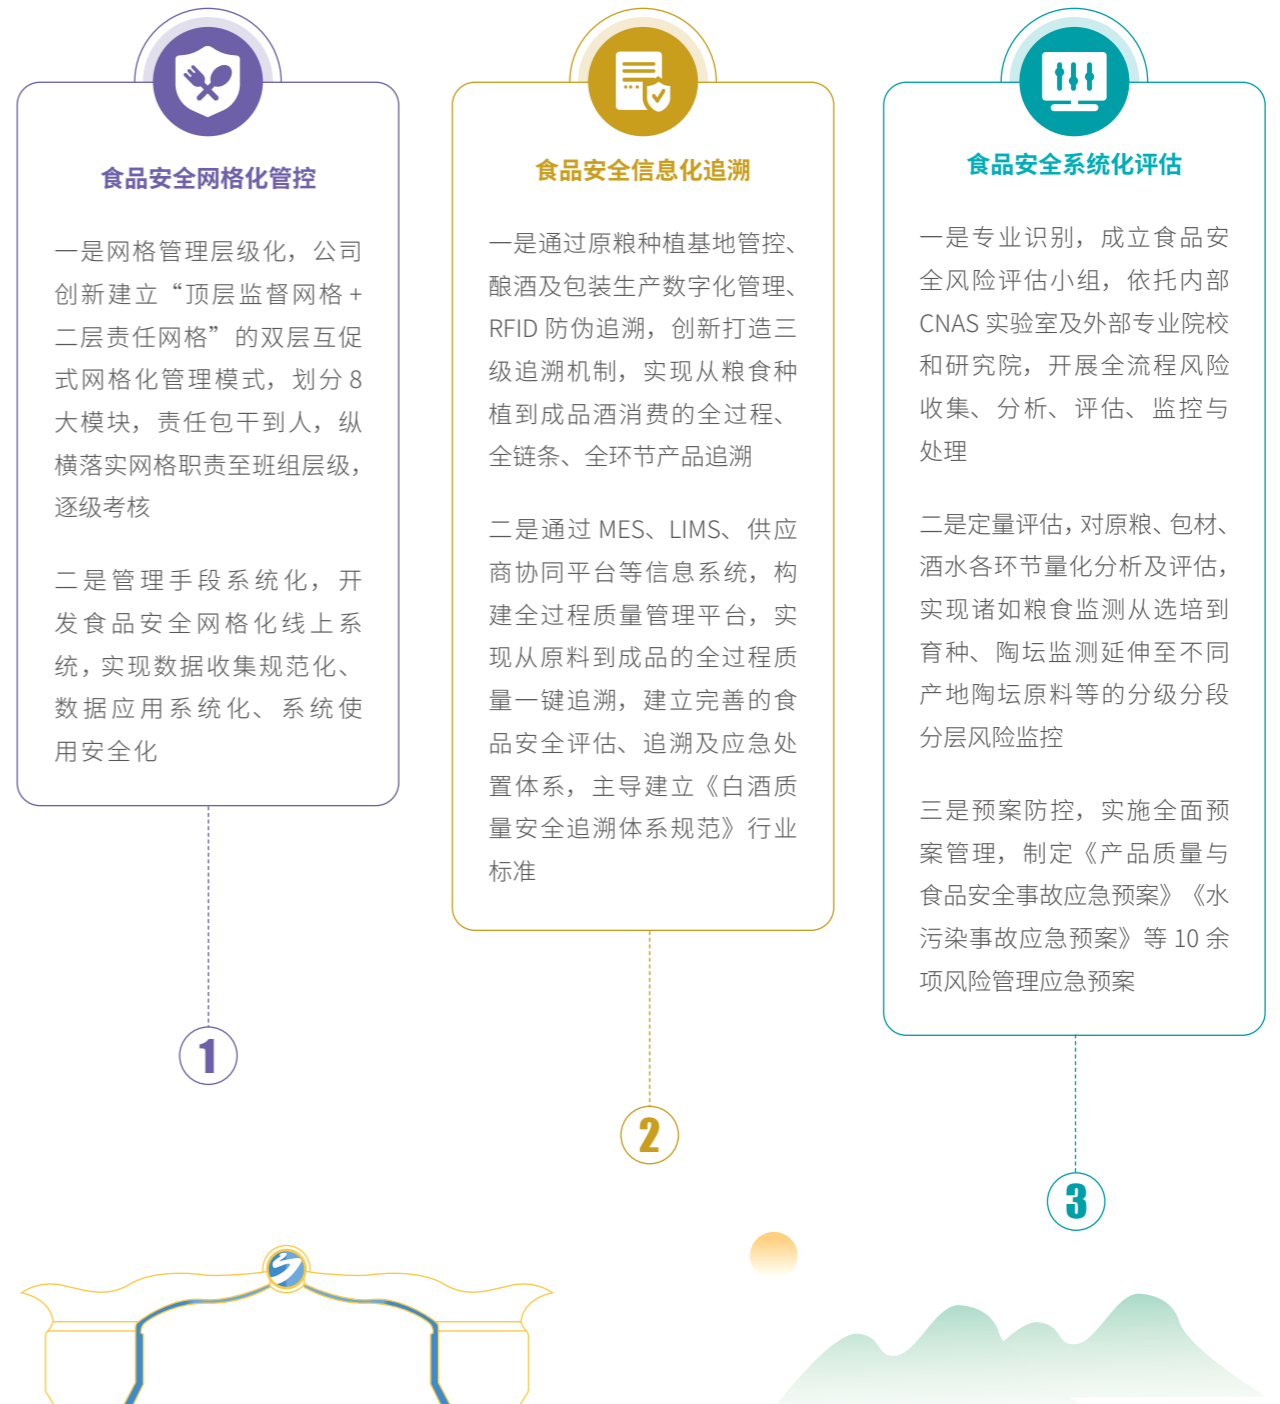 食品安全网格化管控
一是网格管理层级化，公司
创新建立“顶层监督网格 +
二层责任网格”的双层互促
式网格化管理模式，划分 8
大模块，责任包干到人，纵
横落实网格职责至班组层级，
逐级考核
二是管理手段系统化，开
发食品安全网格化线上系
统，实现数据收集规范化、
数据应用系统化、系统使
用安全化
1
食品安全信息化追溯
一是通过原粮种植基地管控、
酿酒及包装生产数字化管理、
RFID 防伪追溯，创新打造三
级追溯机制，实现从粮食种
植到成品酒消费的全过程、
全链条、全环节产品追溯
二是通过 MES、LIMS、供应
商协同平台等信息系统，构
建全过程质量管理平台，实
现从原料到成品的全过程质
量一键追溯，建立完善的食
品安全评估、追溯及应急处
置体系，主导建立《白酒质
量安全追溯体系规范》行业
标准
2
食品安全系统化评估
一是专业识别，成立食品安
全风险评估小组，依托内部
CNAS 实验室及外部专业院校
和研究院，开展全流程风险
收集、分析、评估、监控与
处理
二是定量评估，对原粮、包材、
酒水各环节量化分析及评估，
实现诸如粮食监测从选培到
育种、陶坛监测延伸至不同
产地陶坛原料等的分级分段
分层风险监控
三是预案防控，实施全面预
案管理，制定《产品质量与
食品安全事故应急预案》《水
污染事故应急预案》等 10 余
项风险管理应急预案
3